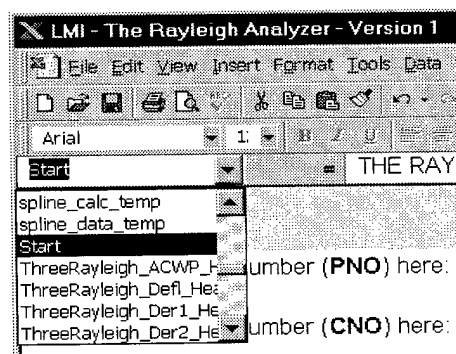 LMI - The Rayleigh Analyzer - Version 1
File Edit View Insert Format Tools Data
Arial
Start = THE RAY
spline_calc_temp
spline_data_temp
Start
ThreeRayleigh_ACWP_H umber (PNO) here:
ThreeRayleigh_Defl_Hea
ThreeRayleigh_Der1_He
ThreeRayleigh_Der2_He umber (CNO) here: